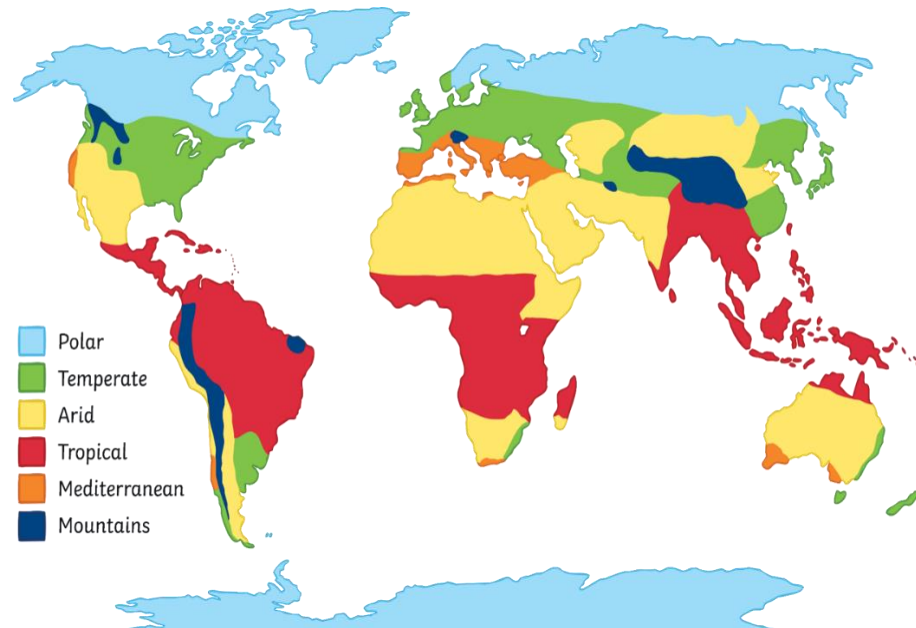 Polar
Temperate
Arid
Tropical
Mediterranean
Mountains